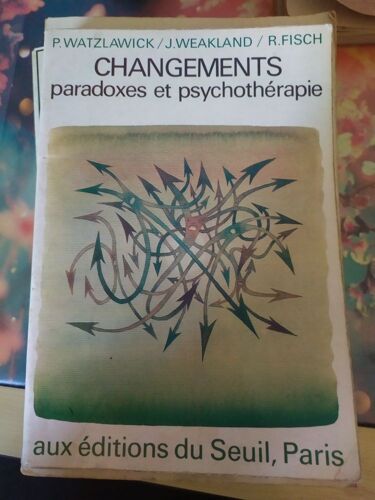 P.WATZLAWICK / J.WEAKLAND / R.FISCH
CHANGEMENTS
paradoxes et psychothérapie
aux éditions du Seuil, Paris